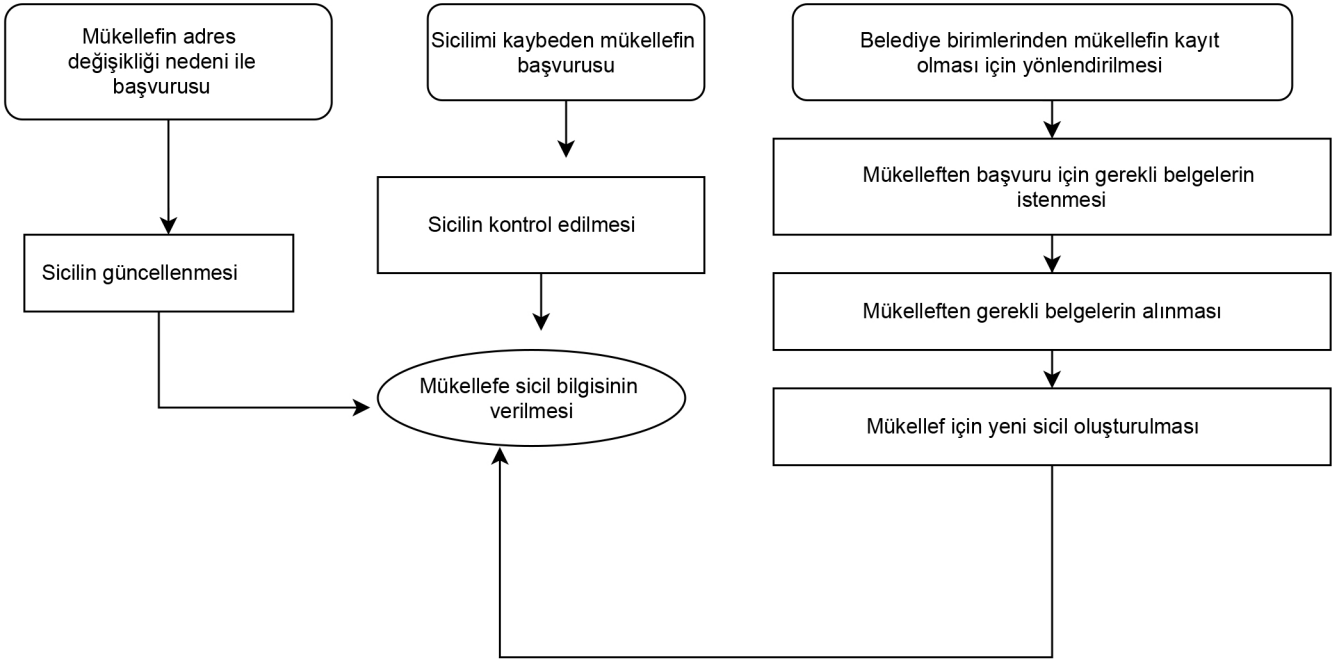 Mükellefin adres
değişikliği nedeni ile
başvurusu
Sicilin güncellenmesi
Sicilimi kaybeden mükellefin
başvurusu
Sicilin kontrol edilmesi
Mükellefe sicil bilgisinin
verilmesi
Belediye birimlerinden mükellefin kayıt
olması için yönlendirilmesi
Mükelleften başvuru için gerekli belgelerin
istenmesi
Mükelleften gerekli belgelerin alınması
Mükellef için yeni sicil oluşturulması